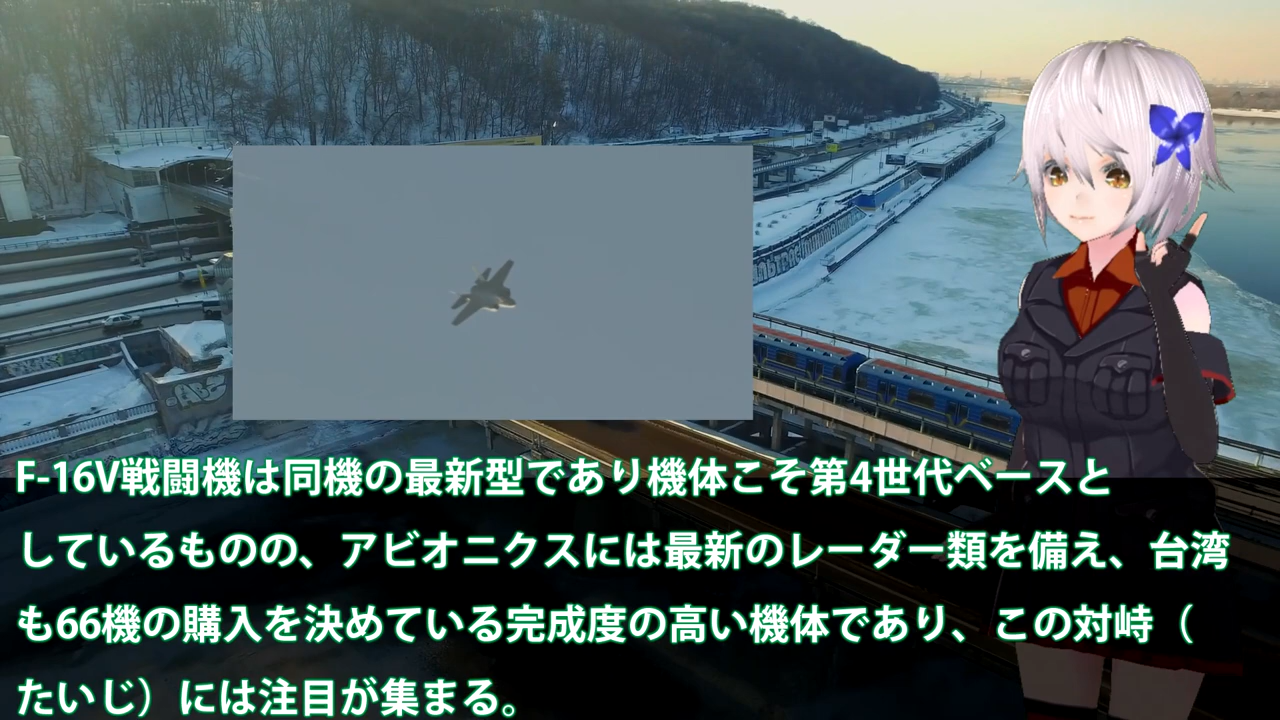 F-16V戦闘機は同機の最新型であり機体こそ第4世代ベースと
しているものの、アビオニクスには最新のレーダー類を備え、台湾
も66機の購入を決めている完成度の高い機体であり、この対峙（
たいじ）には注目が集まる。